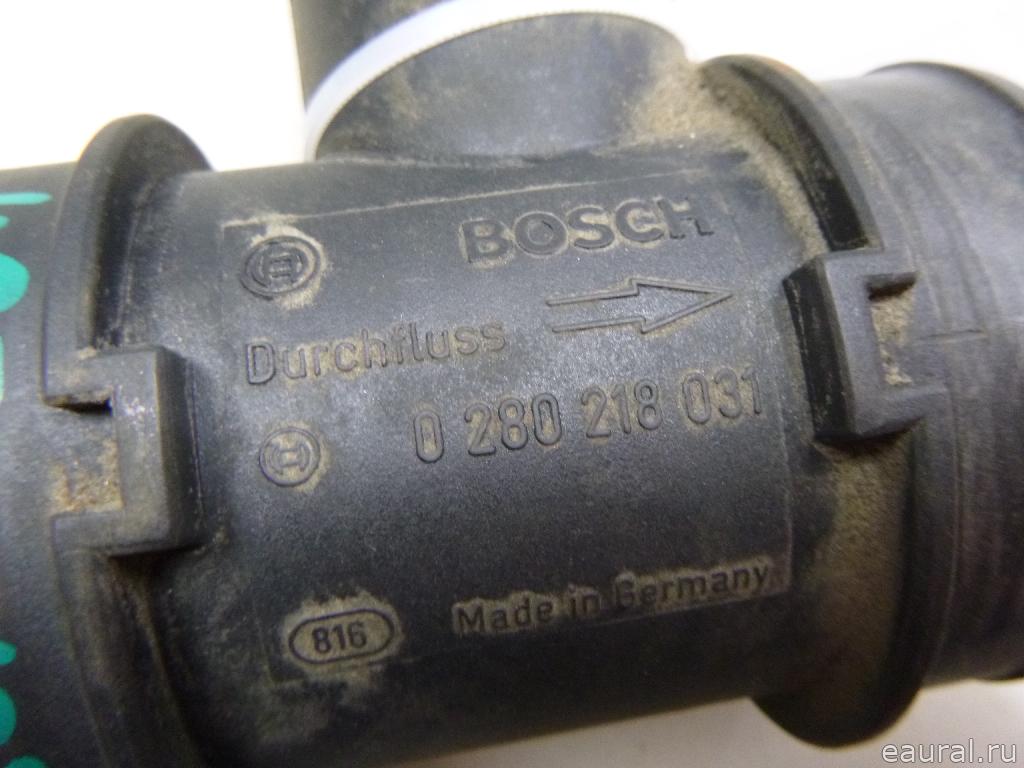 BOSCH
Durchfluss
0 280 218 031
816
Made in Germany
eaural.ru